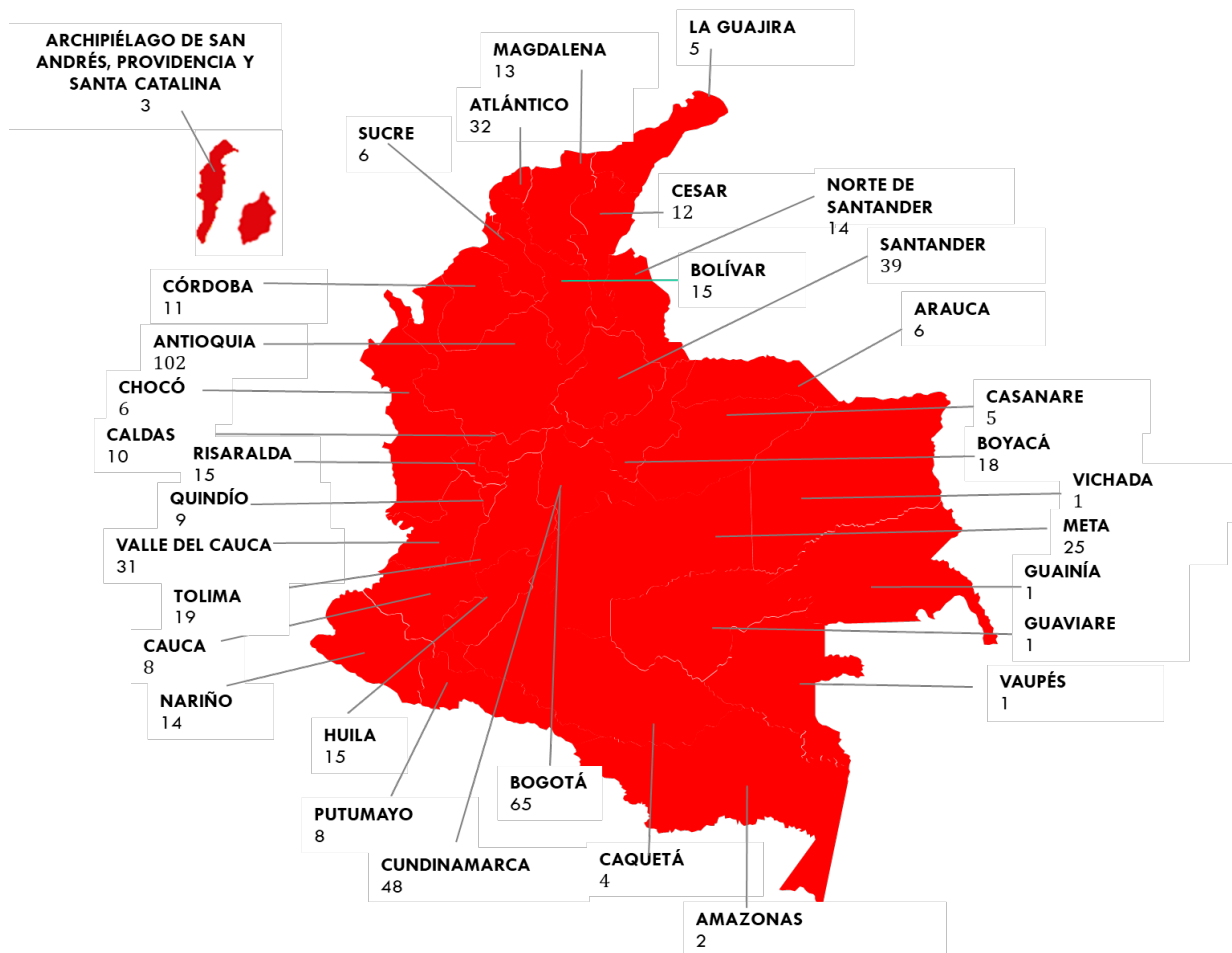 LA GUAJIRA
5
ARCHIPIÉLAGO DE SAN
ANDRÉS, PROVIDENCIA Y
SANTA CATALINA
3
MAGDALENA
13
ATLÁNTICO
32
SUCRE
6
CESAR
12
NORTE DE
SANTANDER
14
SANTANDER
39
BOLÍVAR
15
CÓRDOBA
11
ARAUCA
6
ANTIOQUIA
102
CHOCÓ
6
CASANARE
5
CALDAS
10
BOYACÁ
18
RISARALDA
15
VICHADA
1
QUINDÍO
9
META
25
VALLE DEL CAUCA
31
GUAINÍA
1
TOLIMA
19
GUAVIARE
1
CAUCA
8
VAUPÉS
1
NARIÑO
14
HUILA
15
BOGOTÁ
65
PUTUMAYO
8
CUNDINAMARCA
48
CAQUETÁ
4
AMAZONAS
2